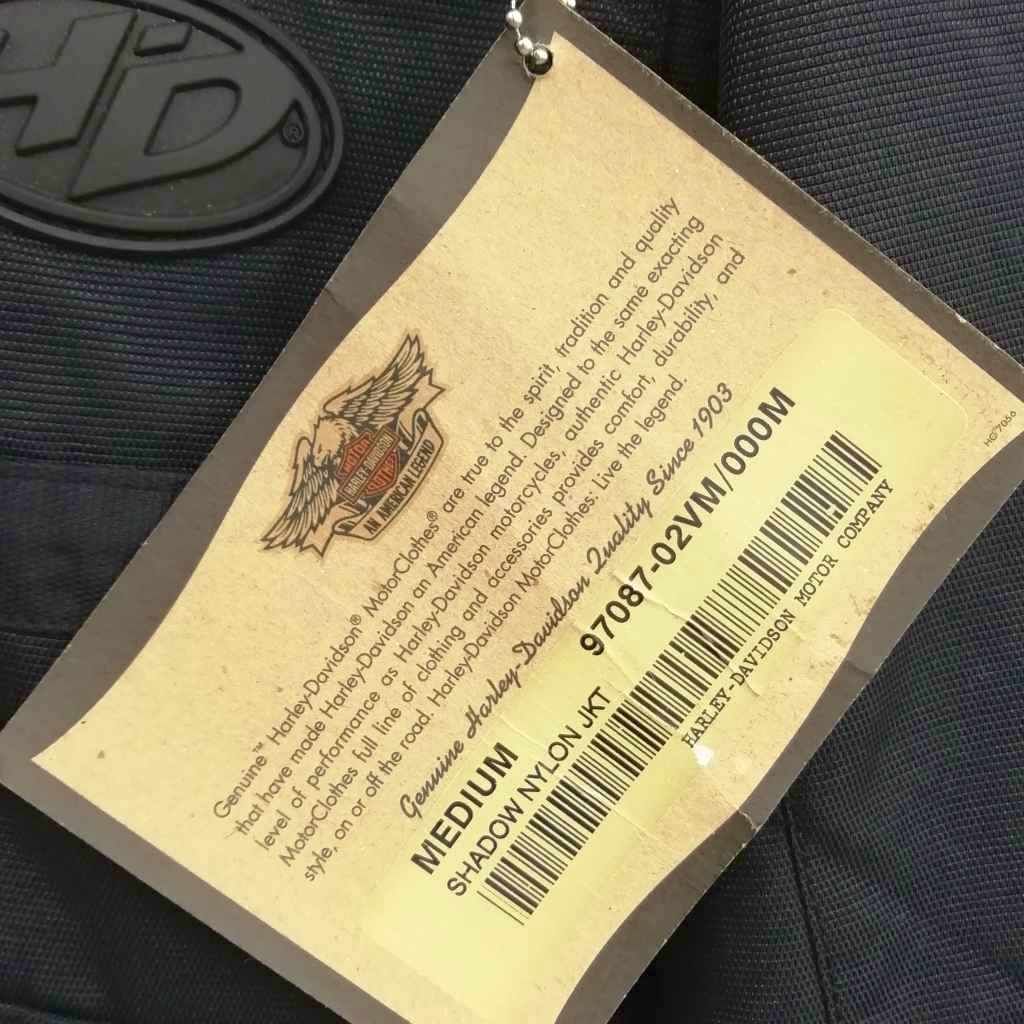 HD®
HARLEY-DAVIDSON
IN AMERICAN LEGEND
Genuine™ Harley-Davidson® MotorClothes® are true to the spirit, tradition and quality
that have made Harley-Davidson an American legend. Designed to the same exacting
level of performance as Harley-Davidson motorcycles, authentic Harley-Davidson
MotorClothes full line of clothing and accessories provides comfort, durability, and
style, on or off the road. Harley-Davidson MotorClothes: Live the legend.
Genuine Harley-Davidson Quality Since 1903
MEDIUM
97087-02VM/000M
SHADOW NYLON JKT
HARLEY-DAVIDSON MOTOR COMPANY